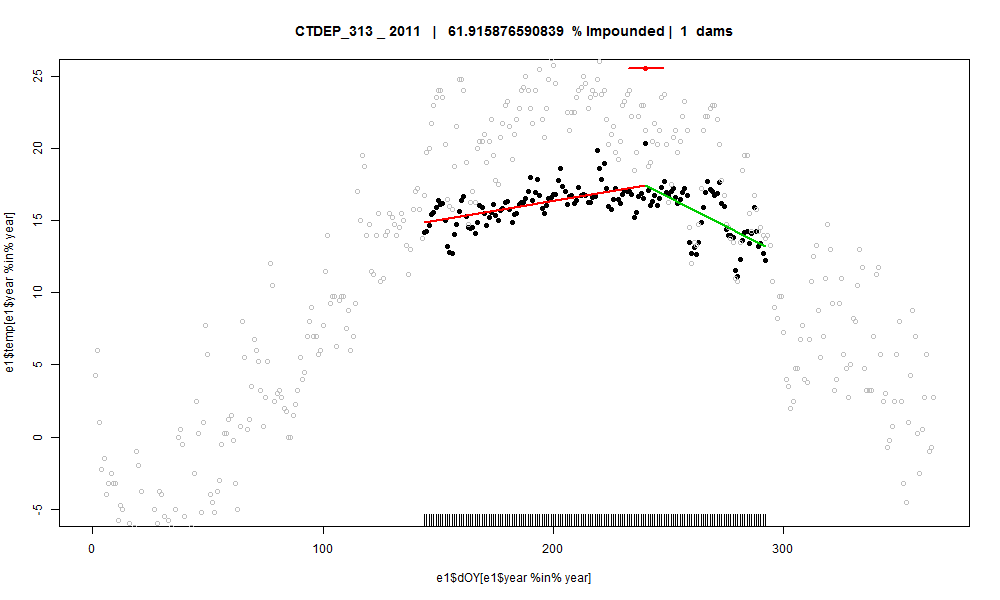 CTDEP_313 _ 2011 | 61.915876590839 % Impounded | 1 dams
25
20
15
10
5
0
-5
e1$temp[e1$year %in% year]
0 100 200 300
e1$dOY[e1$year %in% year]